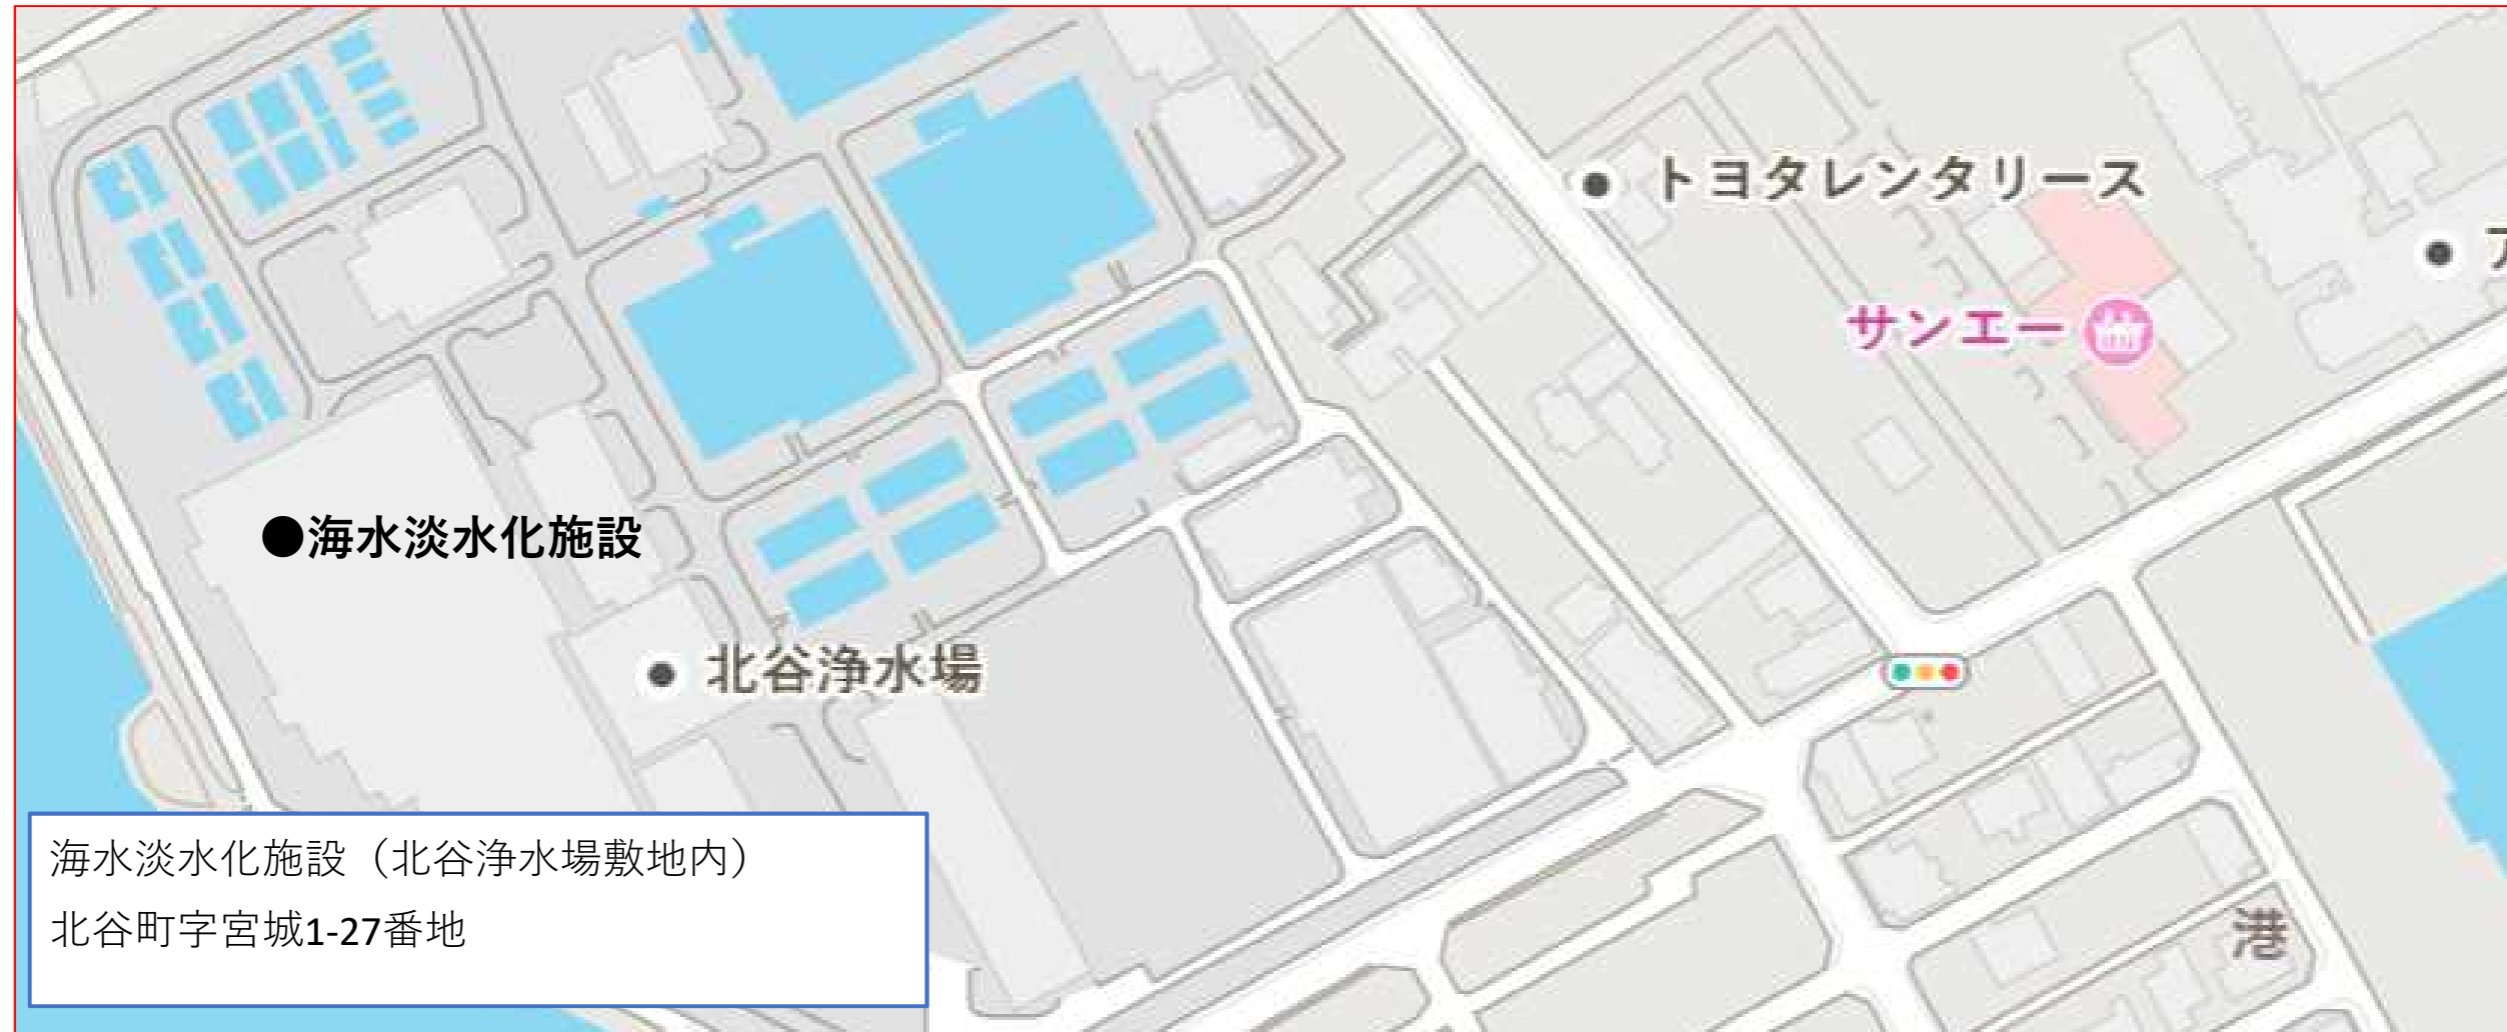 トヨタレンタリース
ア
サンエー
●海水淡水化施設
北谷浄水場
海水淡水化施設（北谷浄水場敷地内）
北谷町字宮城1-27番地
港